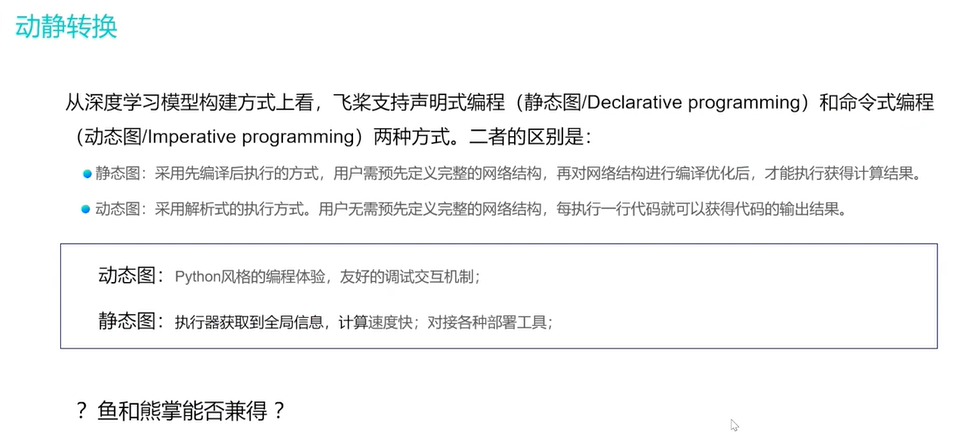 动静转换
从深度学习模型构建方式上看，飞桨支持声明式编程（静态图/Declarative programming）和命令式编程
（动态图/Imperative programming）两种方式。二者的区别是：
静态图：采用先编译后执行的方式，用户需预先定义完整的网络结构，再对网络结构进行编译优化后，才能执行获得计算结果。
动态图：采用解析式的执行方式。用户无需预先定义完整的网络结构，每执行一行代码就可以获得代码的输出结果。
动态图：Python风格的编程体验，友好的调试交互机制；
静态图：执行器获取到全局信息，计算速度快；对接各种部署工具；
？鱼和熊掌能否兼得？